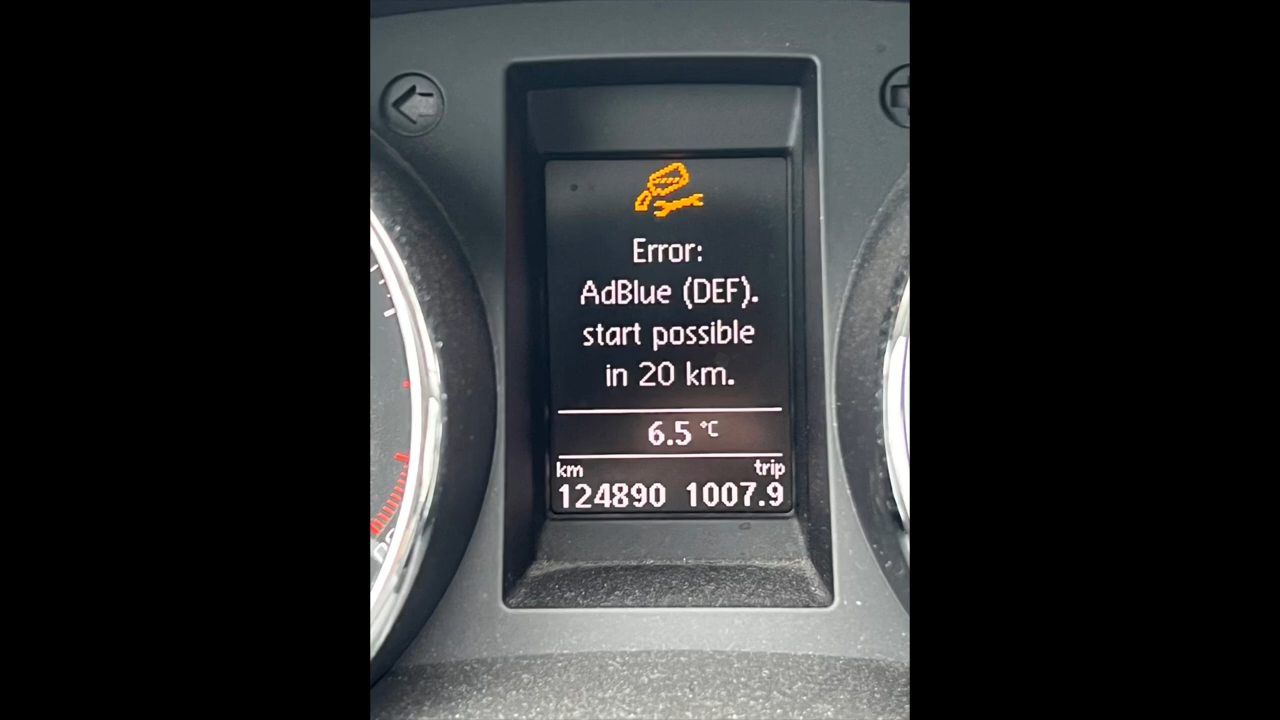 Error:
AdBlue (DEF).
start possible
in 20 km.
6.5 °C
km trip
124890 1007.9